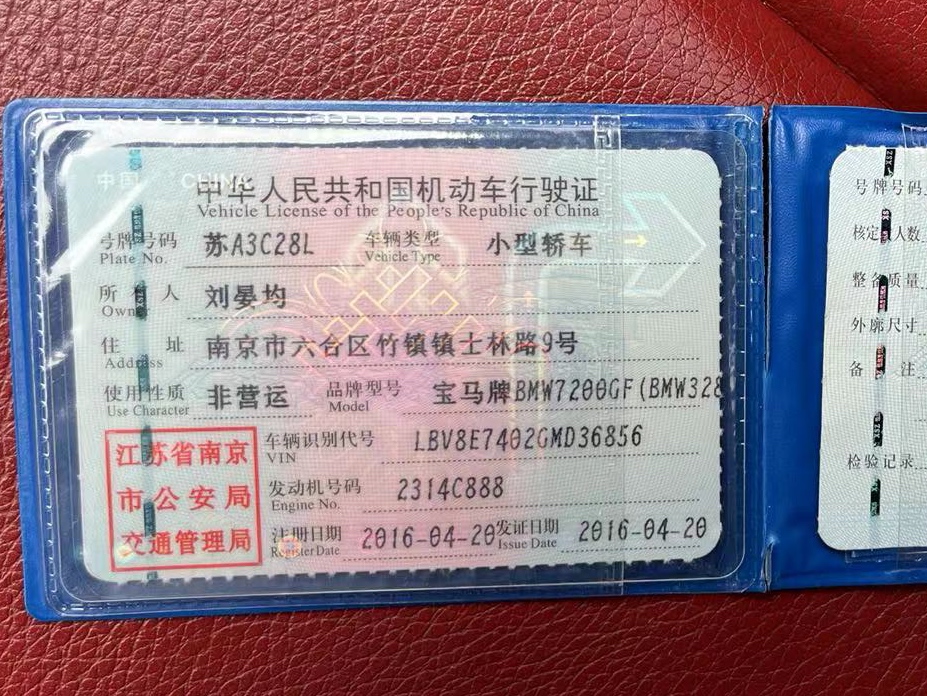 中国 CHINA
中华人民共和国机动车行驶证
Vehicle License of the People's Republic of China
号牌号码 苏A3C28L 车辆类型 小型轿车
Plate No. Vehicle Type
所有人 刘晏均
Owner
住址 南京市六合区竹镇镇士林路9号
Address
使用性质 非营运 品牌型号 宝马牌BMW7200GF(BMW328
Use Character Model
江苏省南京
市公安局
交通管理局
车辆识别代号 LBV8E7402GMD36856
VIN
发动机号码 2314C888
Engine No.
注册日期 2016-04-20 发证日期 2016-04-20
Register Date Issue Date
号牌号码
核定人数
整备质量
外廓尺寸
备注
检验记录